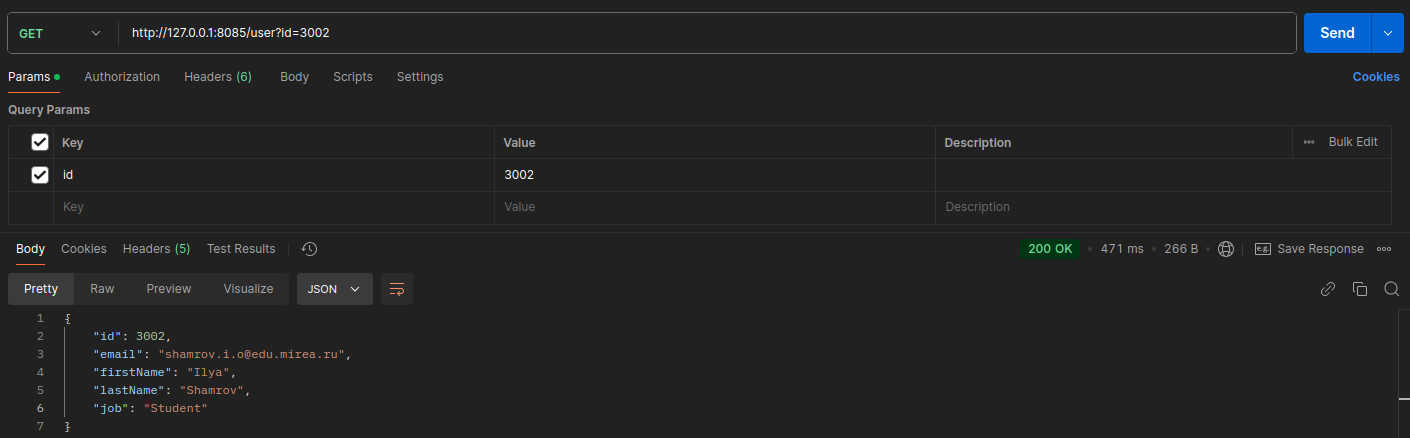 GET http://127.0.0.1:8085/user?id=3002 Send
Params Authorization Headers (6) Body Scripts Settings Cookies
Query Params
Key Value Description Bulk Edit
id 3002
Key Value Description
Body Cookies Headers (5) Test Results 200 OK • 471 ms • 266 B • e.g. Save Response
Pretty Raw Preview Visualize JSON
1 {
2 "id": 3002,
3 "email": "shamrov.i.o@edu.mirea.ru",
4 "firstName": "Ilya",
5 "lastName": "Shamrov",
6 "job": "Student"
7 }